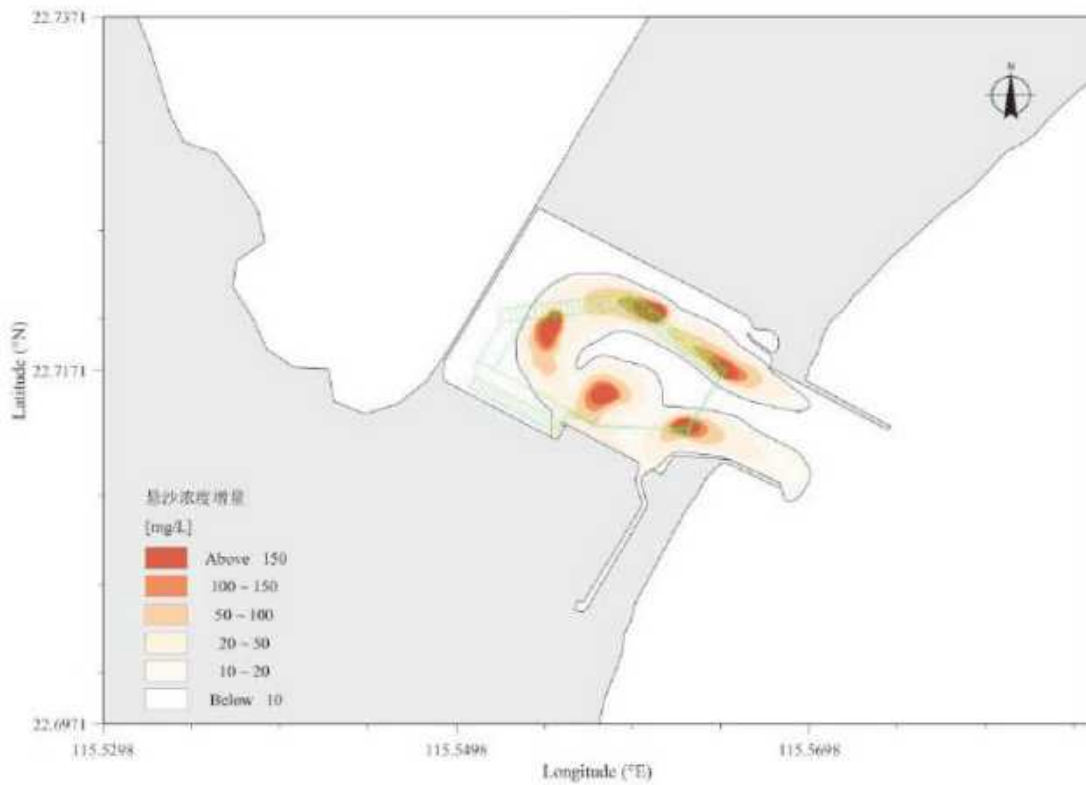 22.7371
N
22.7171
Latitude (°N)
悬沙浓度增量
[mg/L]
Above 150
100 ~ 150
50 ~ 100
20 ~ 50
10 ~ 20
Below 10
22.6971
115.5298
115.5498
115.5698
Longitude (°E)